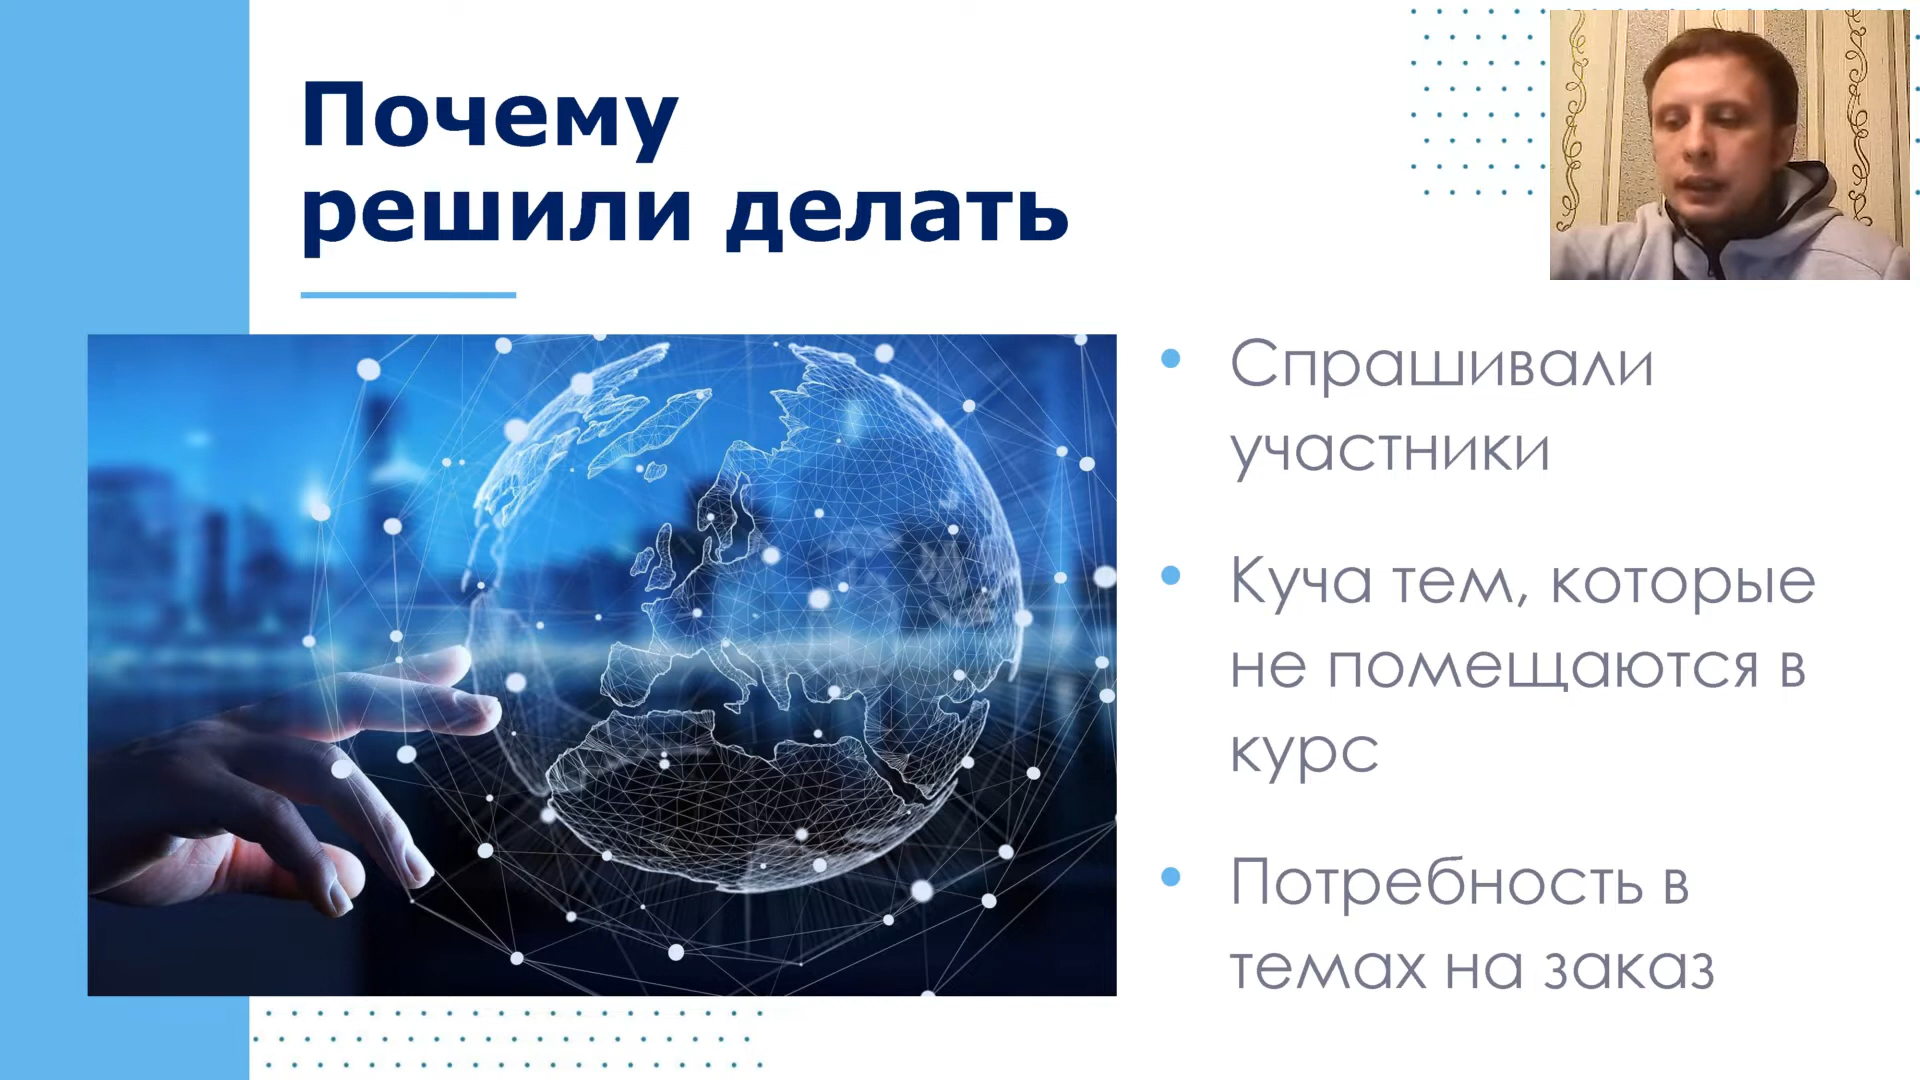 Почему
решили делать
Спрашивали
участники
Куча тем, которые
не помещаются в
курс
Потребность в
темах на заказ